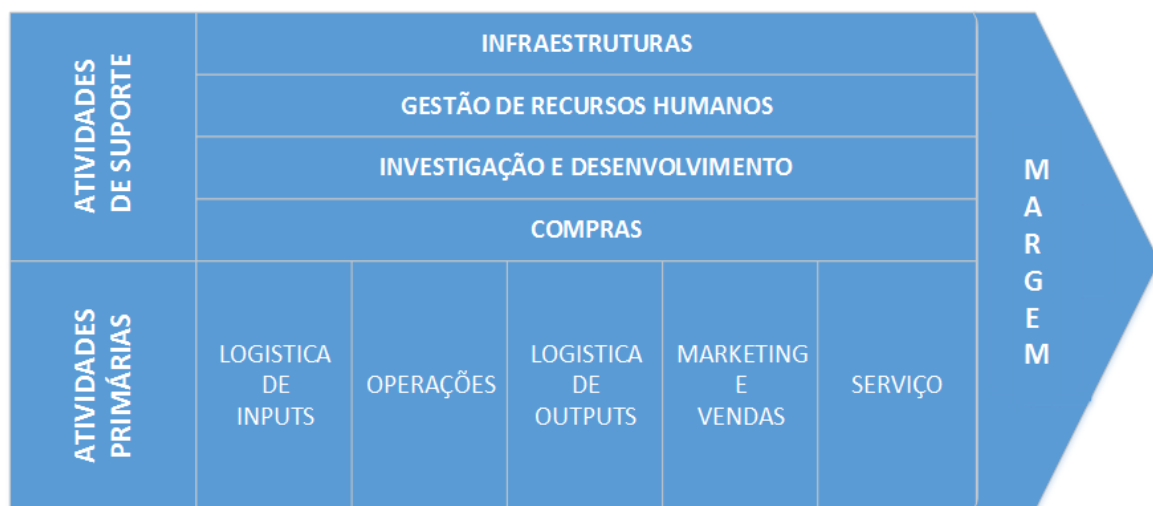 ATIVIDADES
DE SUPORTE
INFRAESTRUTURAS
GESTÃO DE RECURSOS HUMANOS
INVESTIGAÇÃO E DESENVOLVIMENTO
COMPRAS
ATIVIDADES
PRIMÁRIAS
LOGISTICA
DE
INPUTS
OPERAÇÕES
LOGISTICA
DE
OUTPUTS
MARKETING
E
VENDAS
SERVIÇO
M
A
R
G
E
M